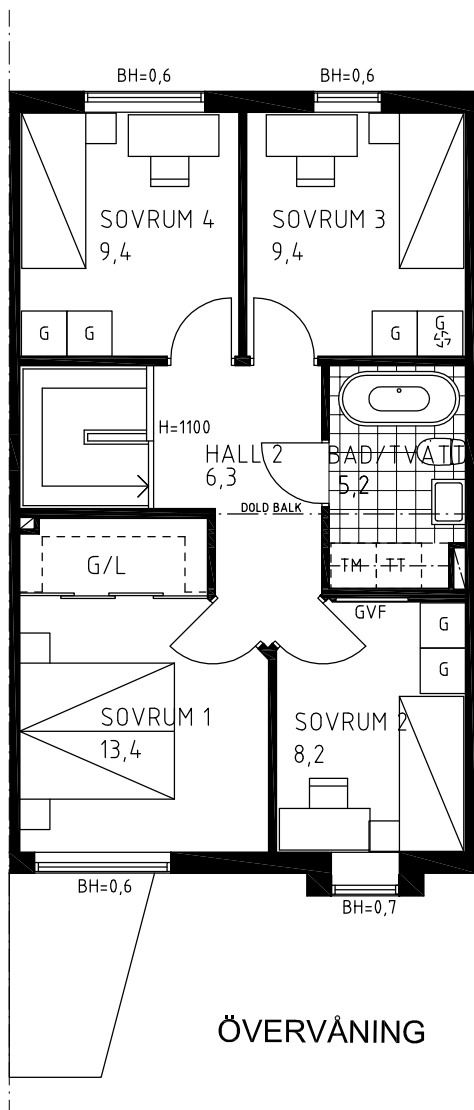 BH=0,6
BH=0,6
SOVRUM 4
9,4
SOVRUM 3
9,4
G
G
G
G
H=1100
HALL 2
6,3
BAD/TVÄTT
5,2
DOLD BALK
G/L
TM
TT
GVF
G
G
SOVRUM 1
13,4
SOVRUM 2
8,2
BH=0,6
BH=0,7
ÖVERVÅNING